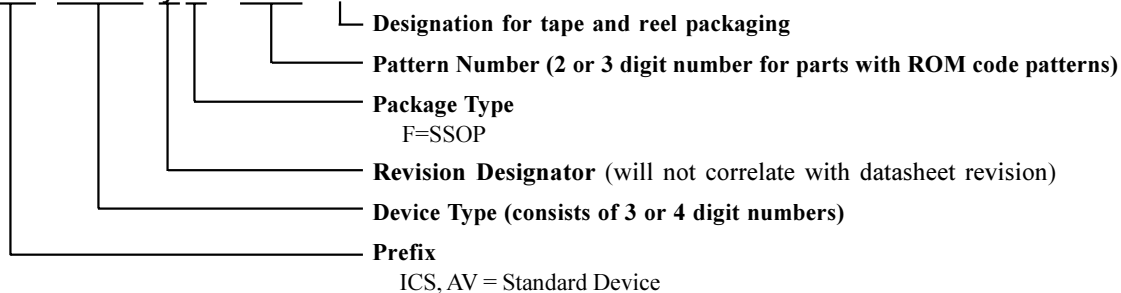 Designation for tape and reel packaging
Pattern Number (2 or 3 digit number for parts with ROM code patterns)
Package Type
F=SSOP
Revision Designator (will not correlate with datasheet revision)
Device Type (consists of 3 or 4 digit numbers)
Prefix
ICS, AV = Standard Device